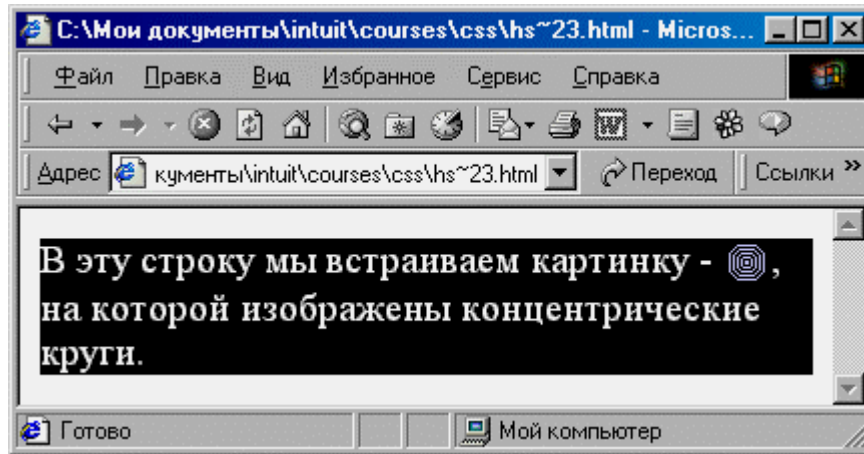 C:\Мои документы\intuit\courses\css\hs~23.html - Micros...
Файл Правка Вид Избранное Сервис Справка
Адрес кументы\intuit\courses\css\hs~23.html Переход Ссылки »
В эту строку мы встраиваем картинку - ,
на которой изображены концентрические
круги.
Готово Мой компьютер